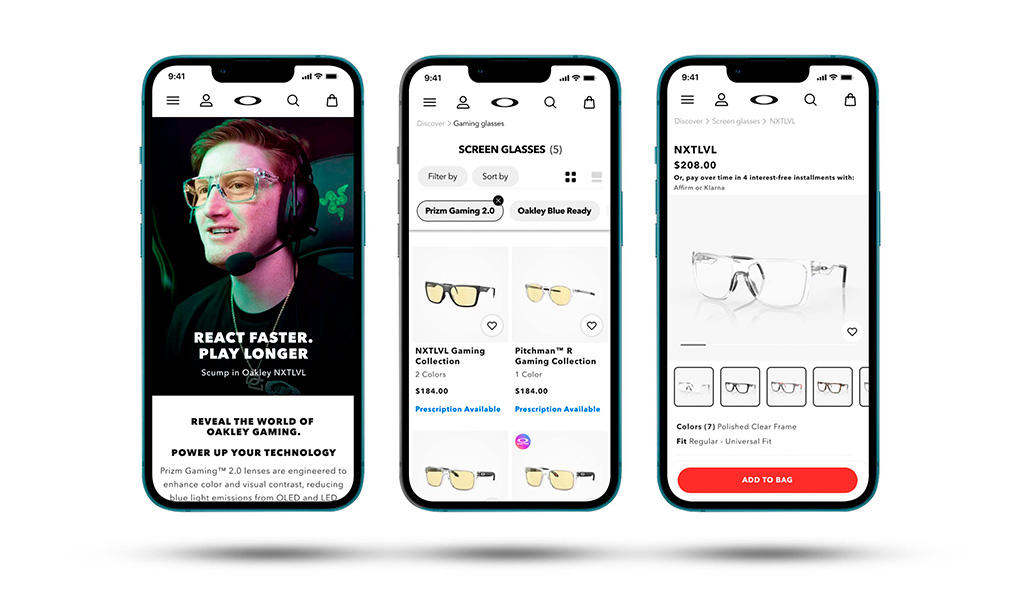 9:41
REACT FASTER.
PLAY LONGER
Scump in Oakley NXTLVL
REVEAL THE WORLD OF
OAKLEY GAMING.
POWER UP YOUR TECHNOLOGY
Prizm Gaming™ 2.0 lenses are engineered to
enhance color and visual contrast, reducing
blue light emissions from OLED and LED
9:41
Discover > Gaming glasses
SCREEN GLASSES (5)
Filter by
Sort by
Prizm Gaming 2.0
Oakley Blue Ready
NXTLVL Gaming
Collection
2 Colors
$184.00
Prescription Available
Pitchman™ R
Gaming Collection
1 Color
$184.00
Prescription Available
9:41
Discover > Screen glasses > NXTLVL
NXTLVL
$208.00
Or, pay over time in 4 interest-free installments with:
Affirm or Klarna
Colors (7) Polished Clear Frame
Fit Regular - Universal Fit
ADD TO BAG